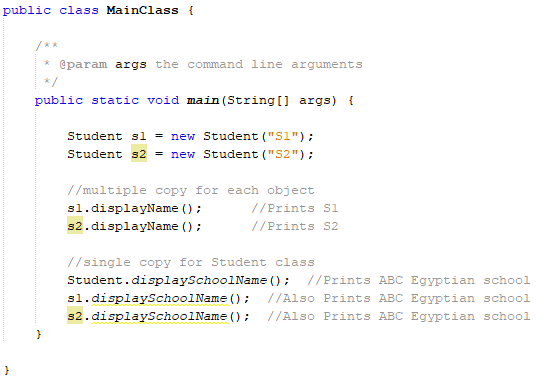 public class MainClass {
/**
* @param args the command line arguments
*/
public static void main(String[] args) {
Student s1 = new Student("S1");
Student s2 = new Student("S2");
//multiple copy for each object
s1.displayName(); //Prints S1
s2.displayName(); //Prints S2
//single copy for Student class
Student.displaySchoolName(); //Prints ABC Egyptian school
s1.displaySchoolName(); //Also Prints ABC Egyptian school
s2.displaySchoolName(); //Also Prints ABC Egyptian school
}
}